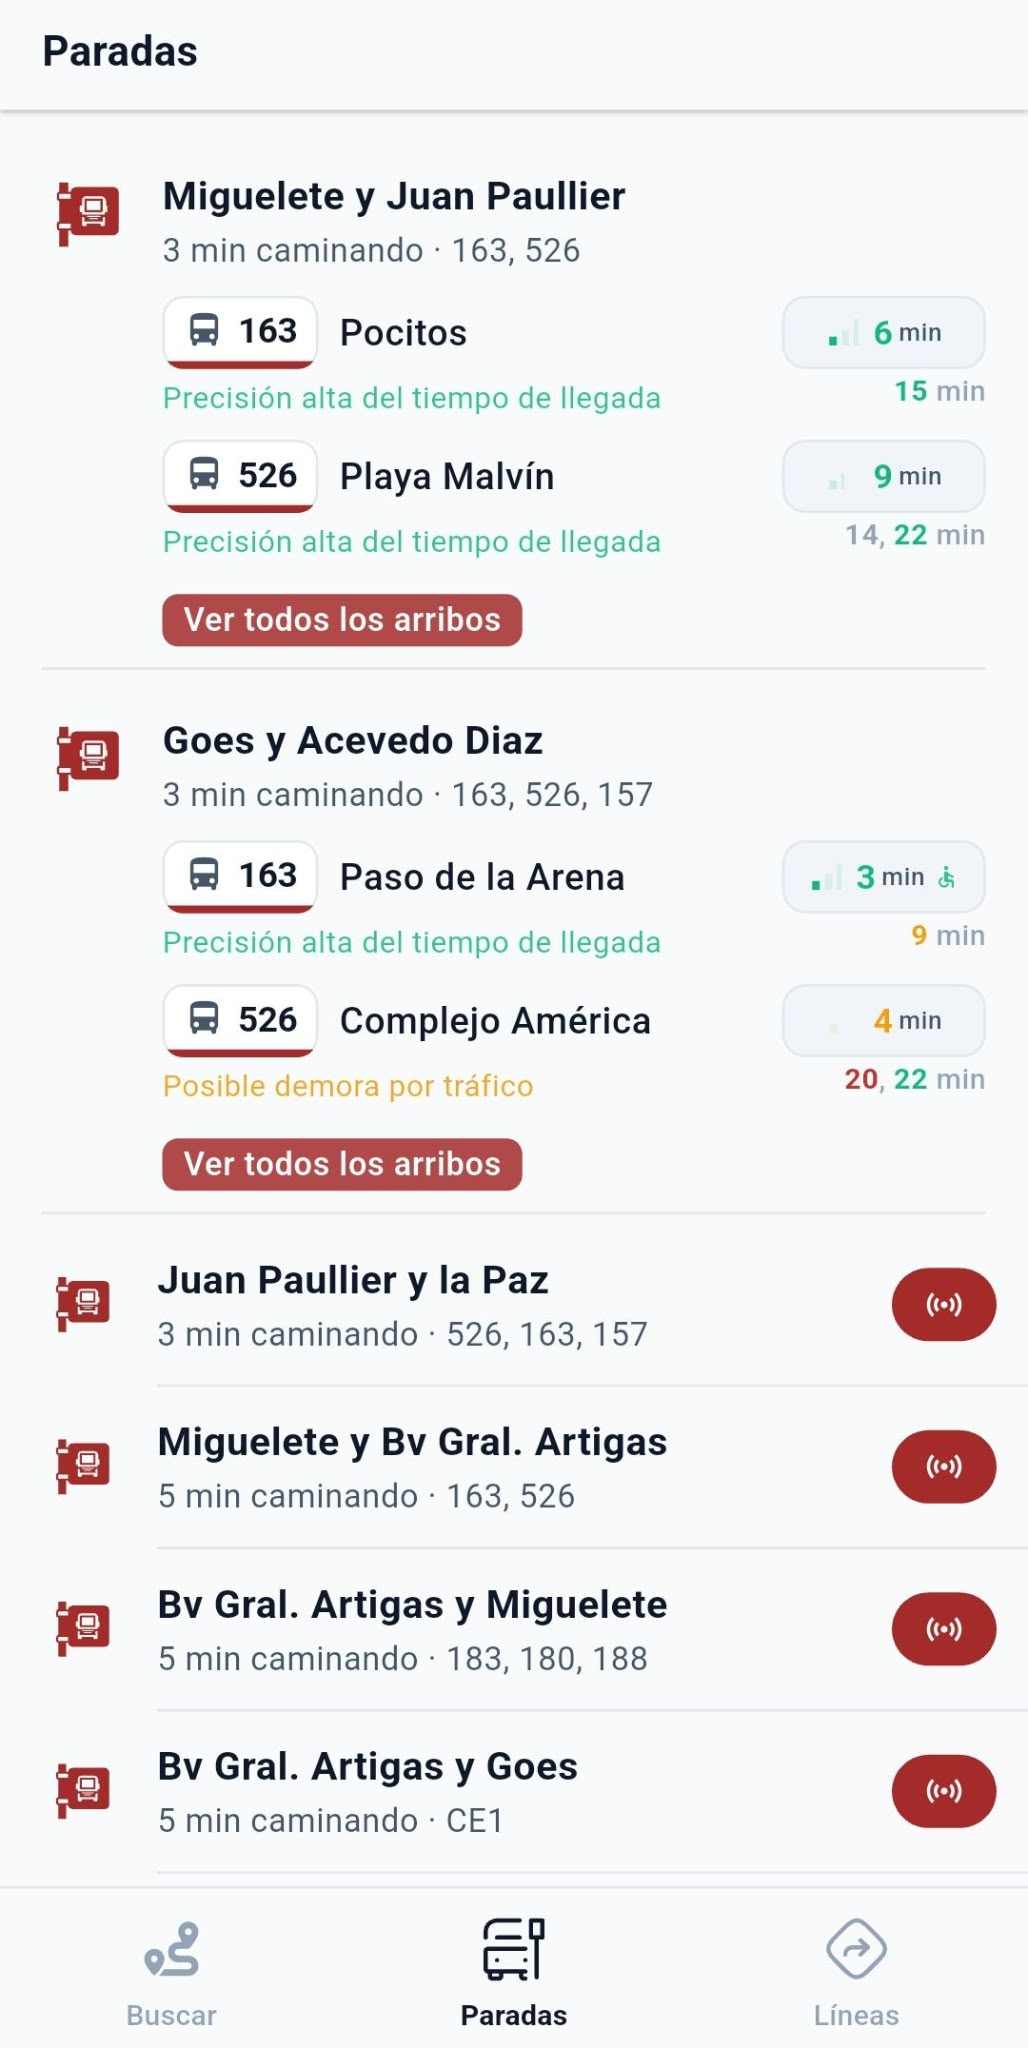 Paradas
Miguelete y Juan Paullier
3 min caminando · 163, 526
163 Pocitos 6 min
Precisión alta del tiempo de llegada 15 min
526 Playa Malvín 9 min
Precisión alta del tiempo de llegada 14, 22 min
Ver todos los arribos
Goes y Acevedo Diaz
3 min caminando · 163, 526, 157
163 Paso de la Arena 3 min
Precisión alta del tiempo de llegada 9 min
526 Complejo América 4 min
Posible demora por tráfico 20, 22 min
Ver todos los arribos
Juan Paullier y la Paz
3 min caminando · 526, 163, 157
Miguelete y Bv Gral. Artigas
5 min caminando · 163, 526
Bv Gral. Artigas y Miguelete
5 min caminando · 183, 180, 188
Bv Gral. Artigas y Goes
5 min caminando · CE1
Buscar Paradas Líneas